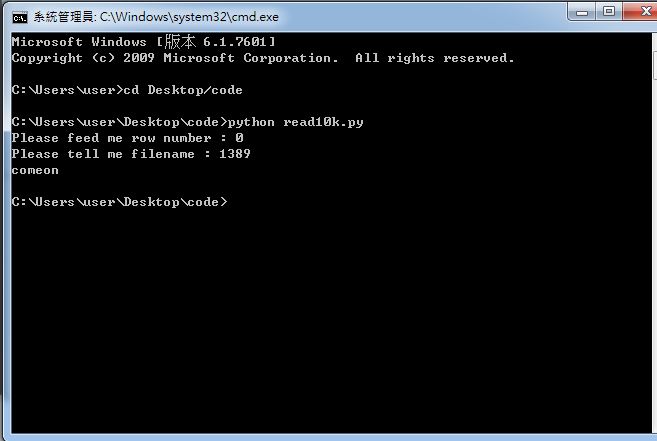 系統管理員: C:\Windows\system32\cmd.exe
Microsoft Windows [版本 6.1.7601]
Copyright (c) 2009 Microsoft Corporation.  All rights reserved.
C:\Users\user>cd Desktop/code
C:\Users\user\Desktop\code>python read10k.py
Please feed me row number : 0
Please tell me filename : 1389
comeon
C:\Users\user\Desktop\code>